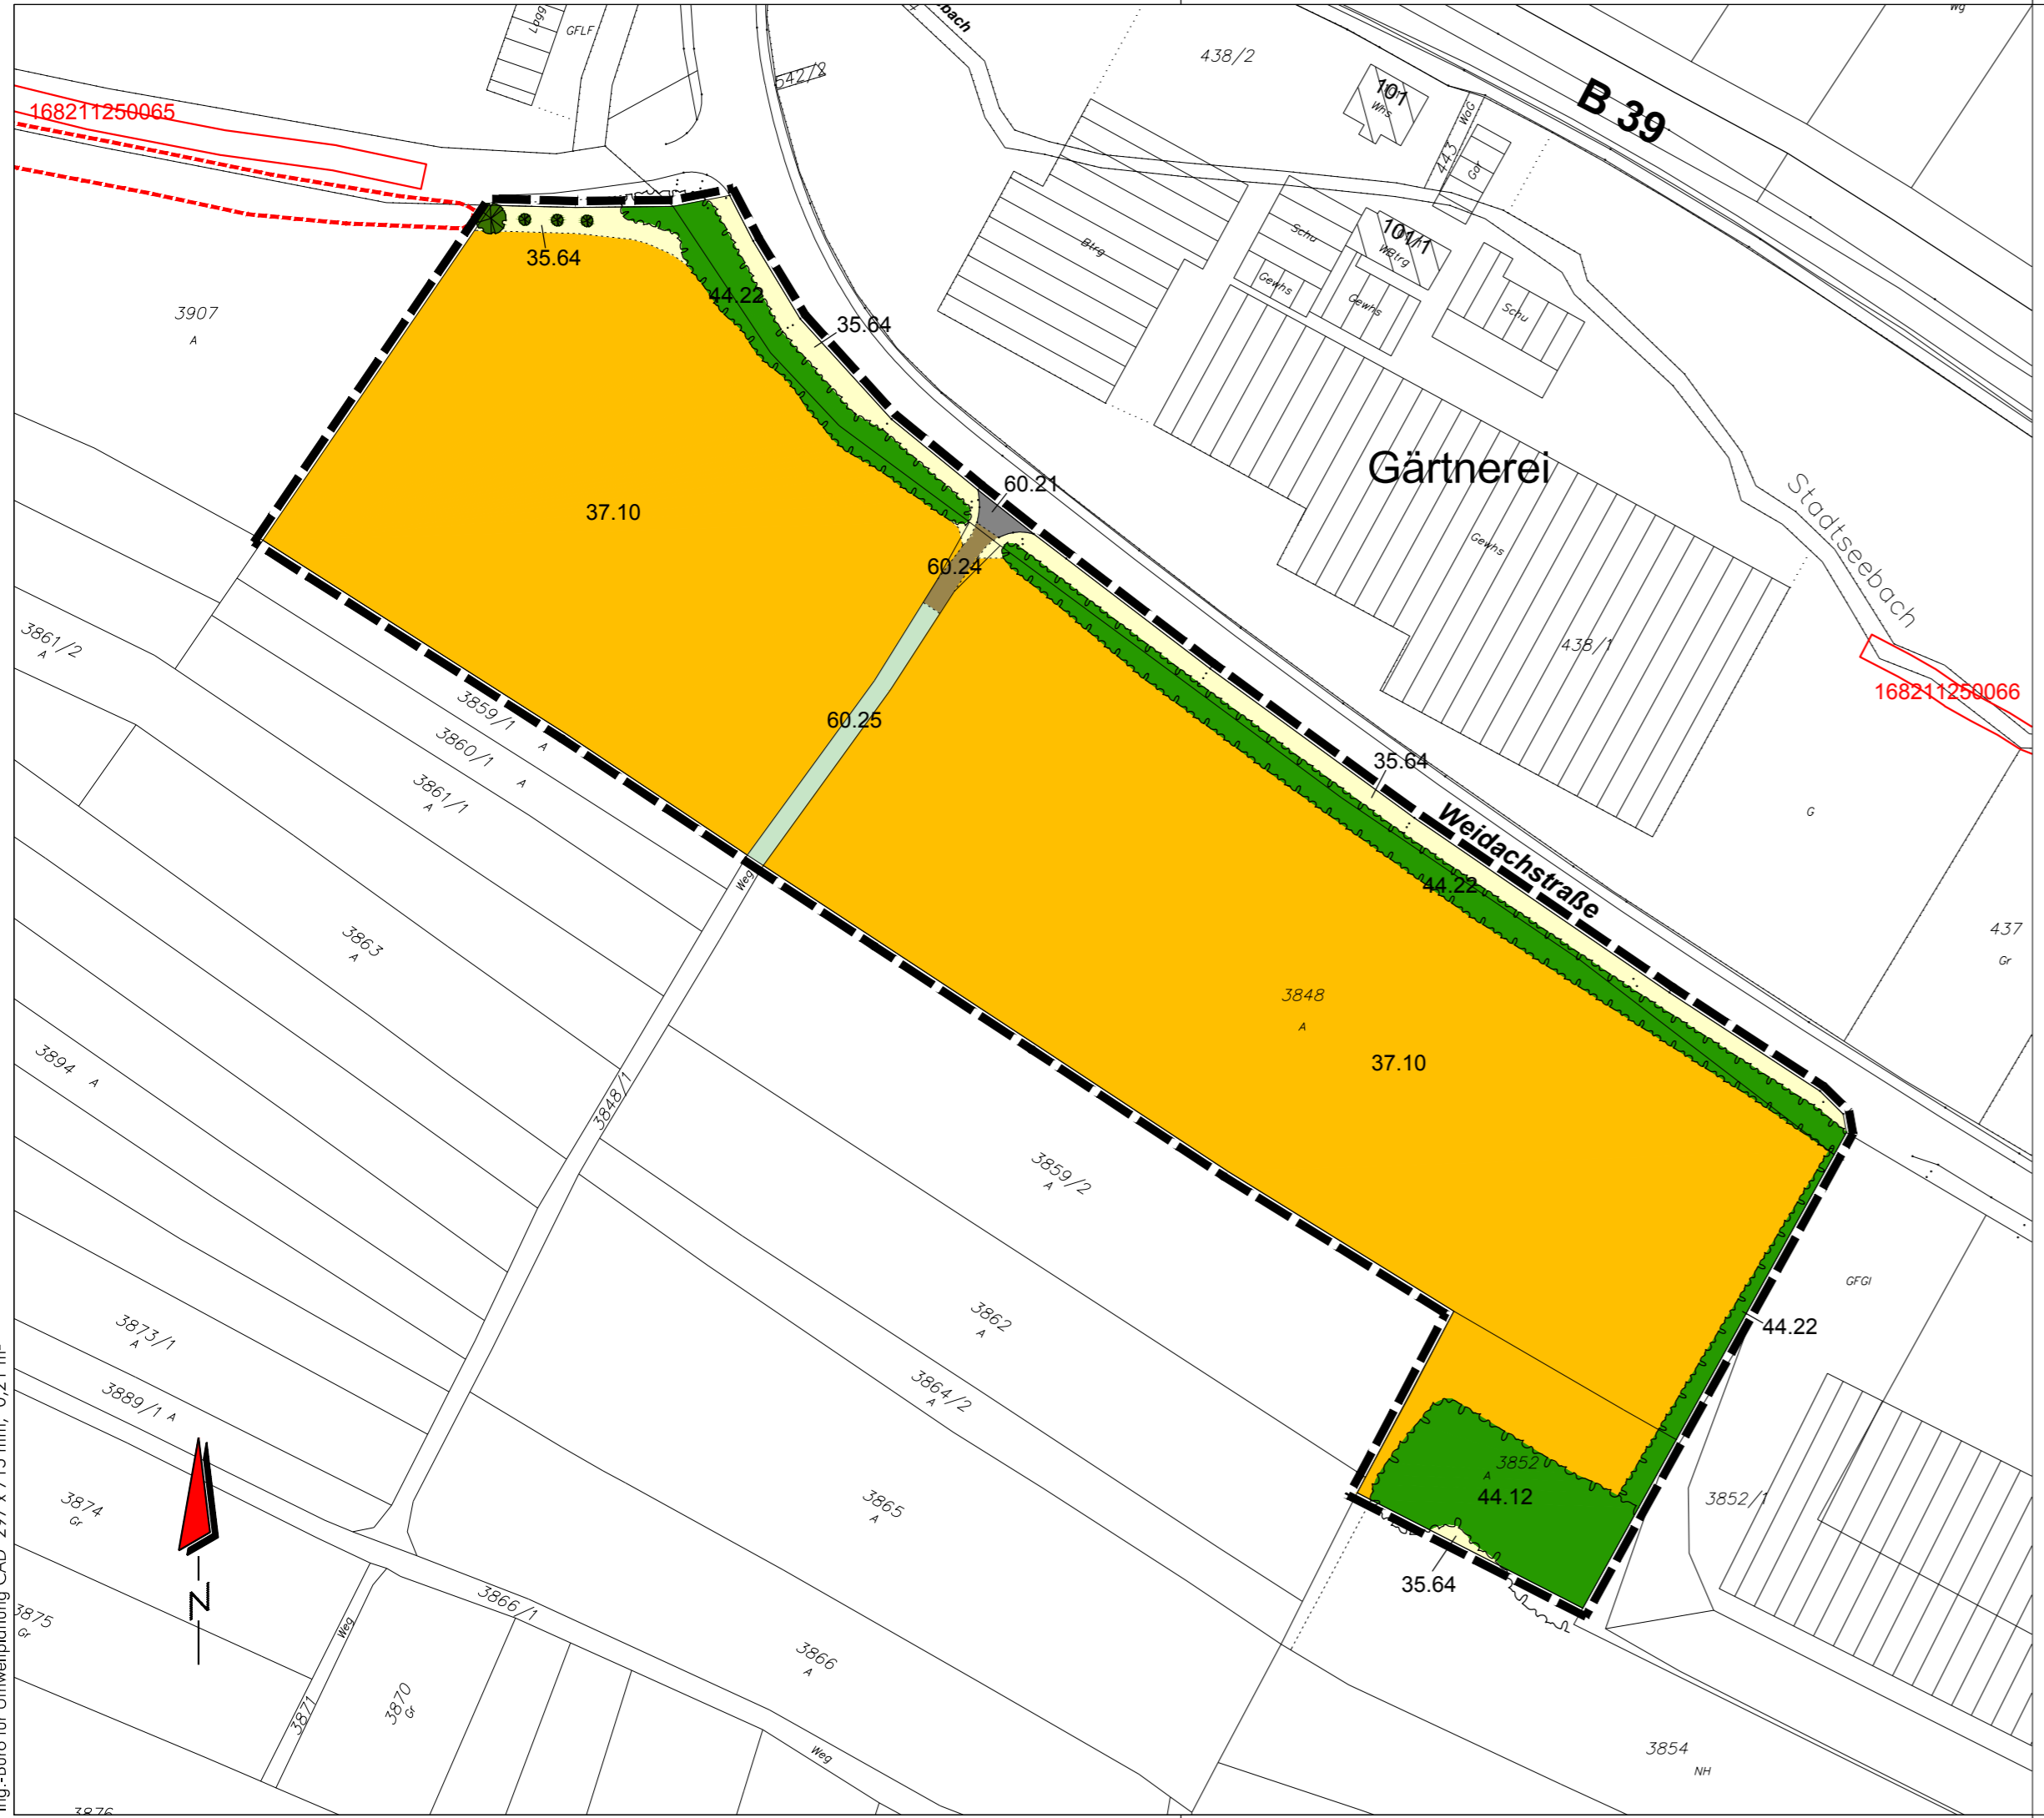 Lagg
GFLF
bach
438/2
Wg
B 39
542/2
101
Whs
WaG
443
Gar
168211250065
35.64
44.22
35.64
3907
A
Btrg
Schu
Gewhs
101/1
Gewhs
Schu
Gärtnerei
Stadtseebach
60.21
37.10
Gewhs
60.24
438/1
3861/2
A
168211250066
3859/1
A
60.25
3860/1
A
3861/1
A
35.64
Weidachstraße
G
Weg
44.22
3863
A
437
Gr
3848
A
37.10
3894 A
3848/1
3859/2
A
GFGI
44.22
3873/1
A
3862
A
3864/2
A
3889/1 A
3852
A
44.12
3852/1
3874
Gr
3865
A
35.64
N
3875
Gr
Weg
3866/1
3866
A
3870
Gr
3871
Weg
3854
NH
3876